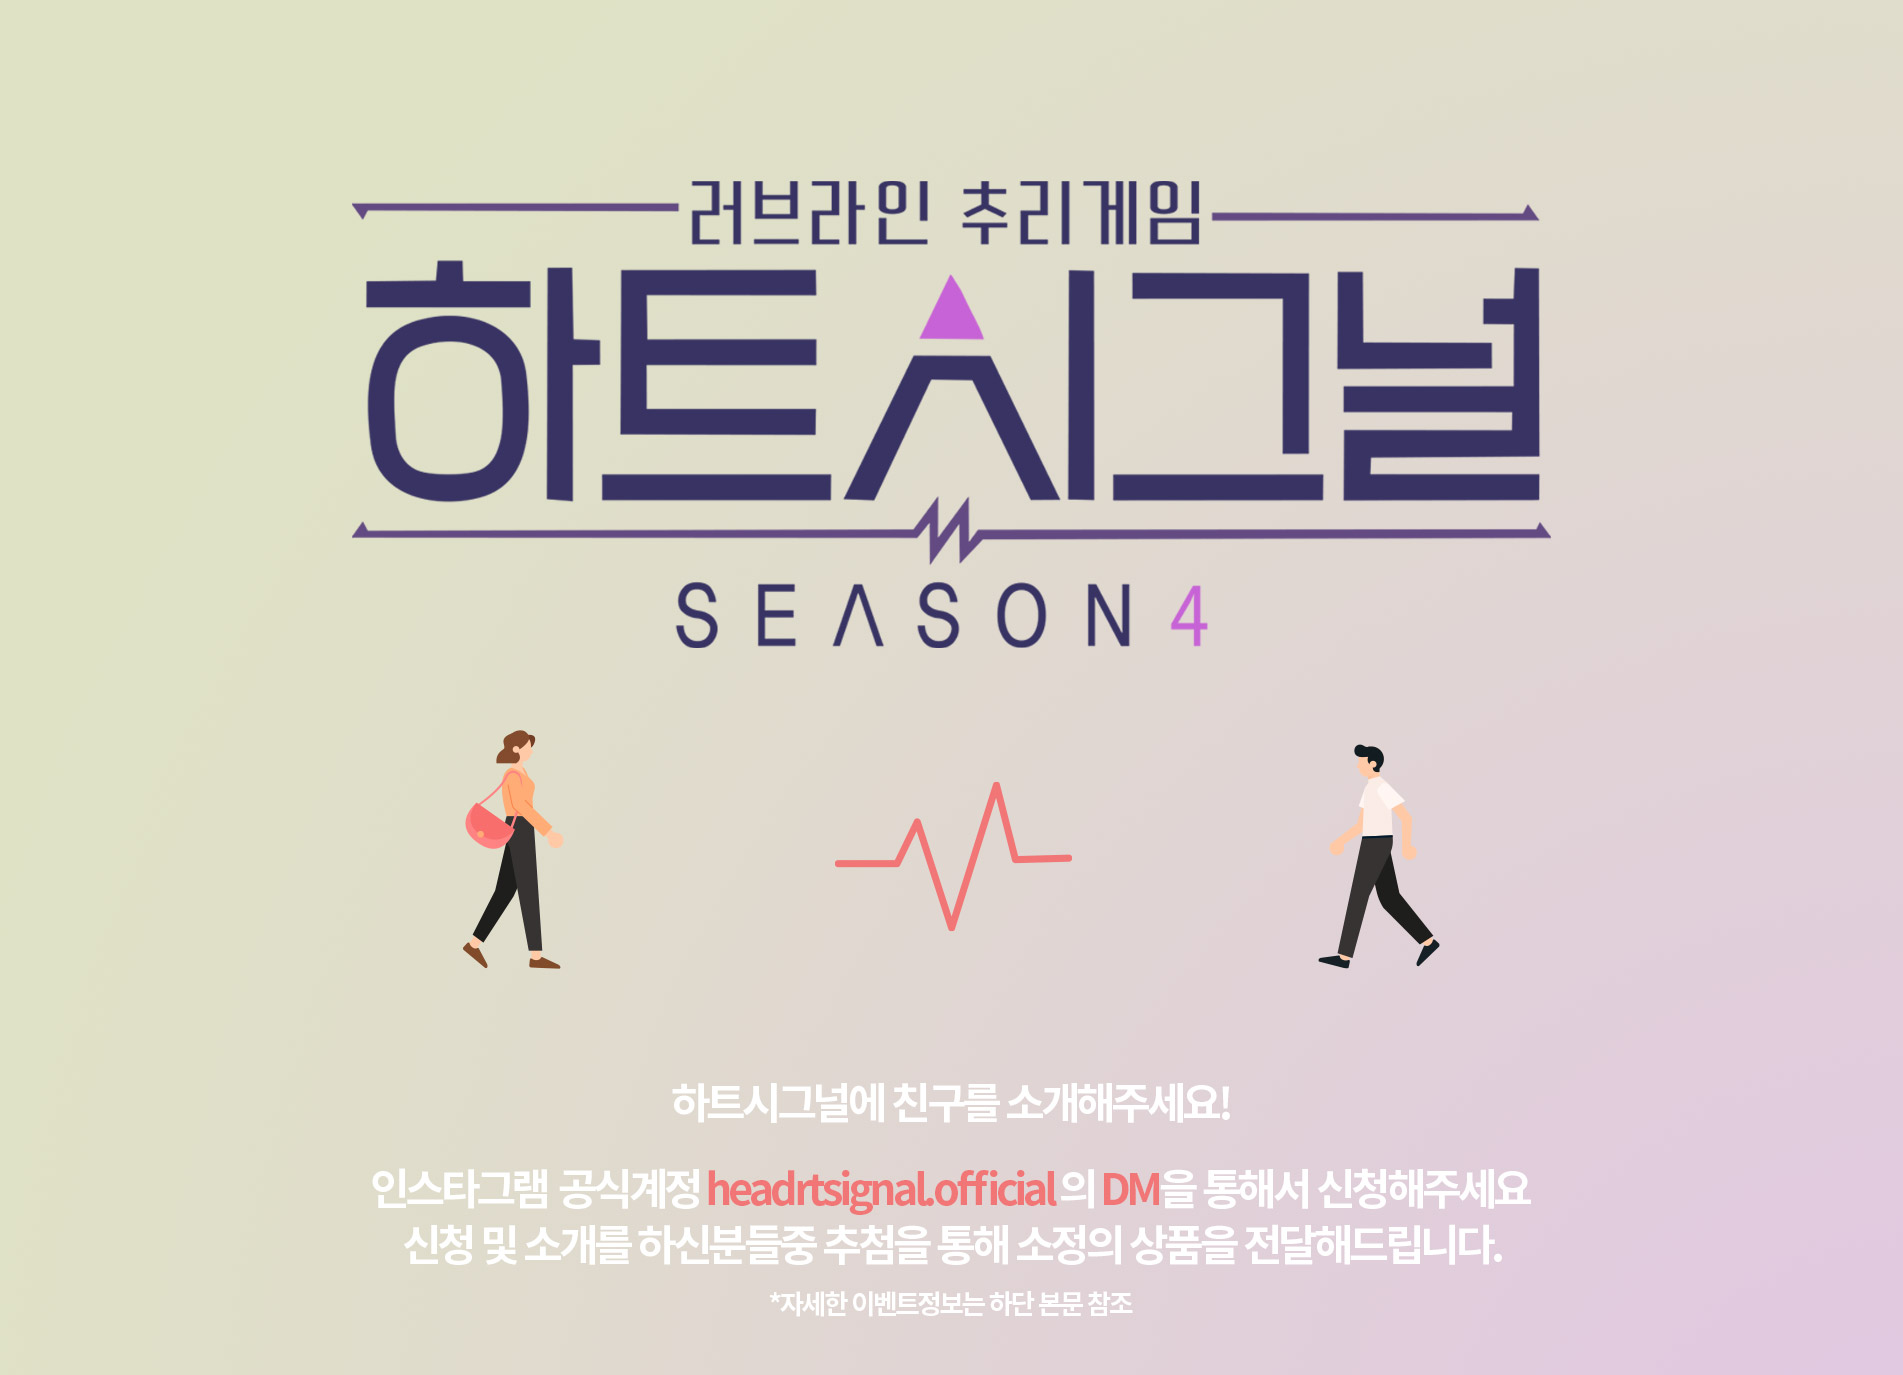 러브라인 추리게임
하트시그널
SEASON4
하트시그널에 친구를 소개해주세요!
인스타그램 공식계정 headrtsignal.official 의 DM을 통해서 신청해주세요
신청 및 소개를 하신분들중 추첨을 통해 소정의 상품을 전달해드립니다.
*자세한 이벤트정보는 하단 본문 참조